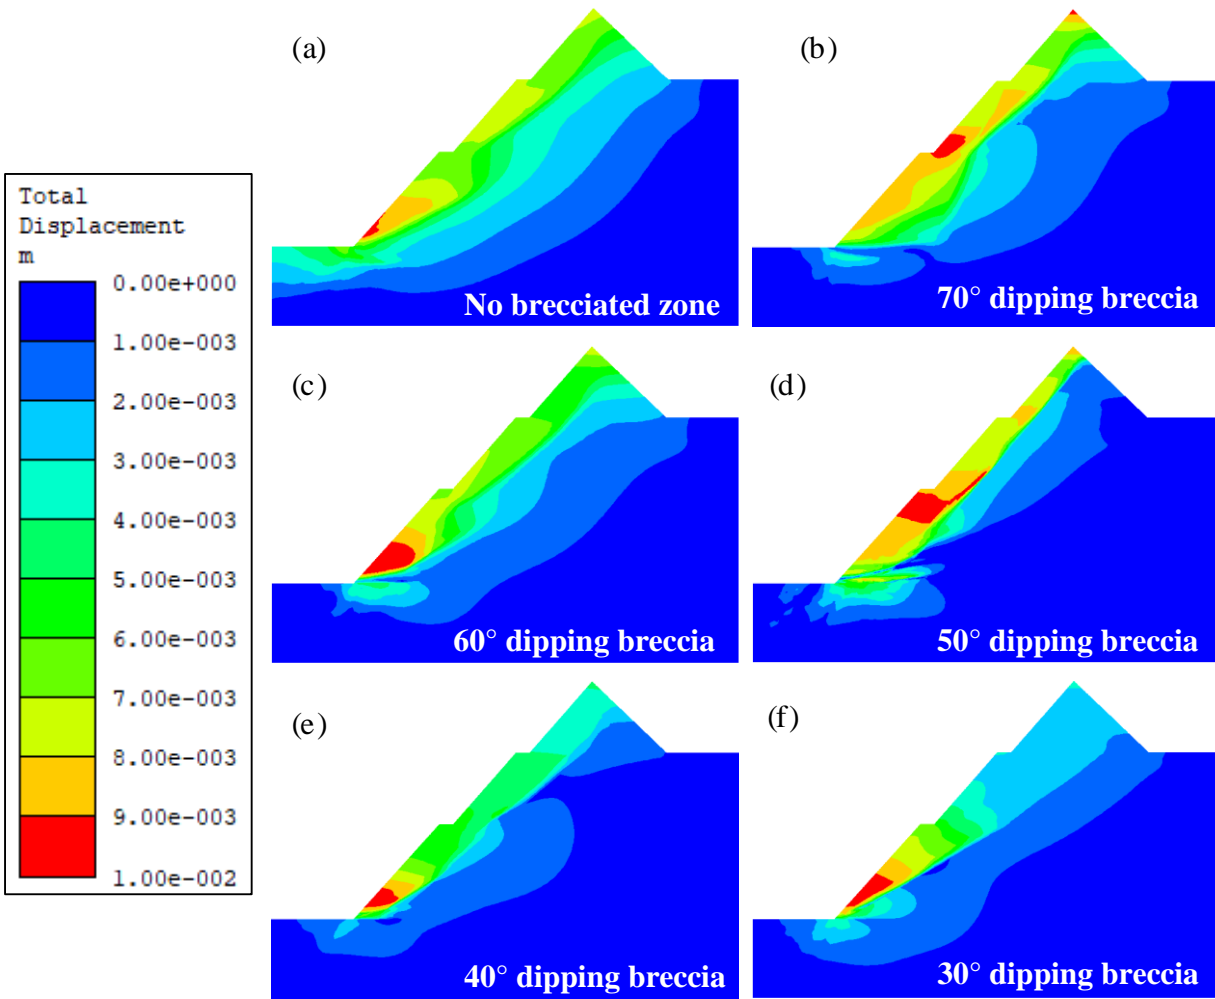 (a)
No brecciated zone
(b)
70° dipping breccia
Total
Displacement
m
0.00e+000
1.00e-003
2.00e-003
3.00e-003
4.00e-003
5.00e-003
6.00e-003
7.00e-003
8.00e-003
9.00e-003
1.00e-002
(c)
60° dipping breccia
(d)
50° dipping breccia
(e)
40° dipping breccia
(f)
30° dipping breccia